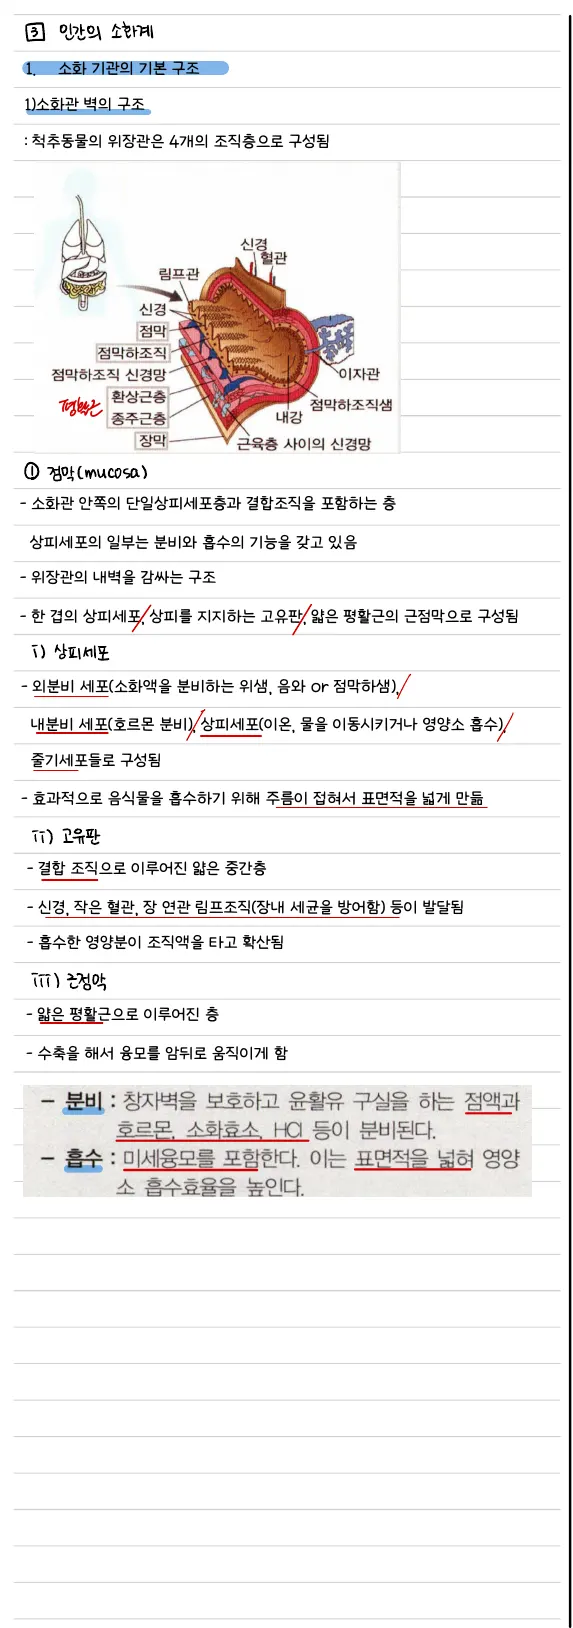 3 인간의 소화계
1. 소화 기관의 기본 구조
1)소화관 벽의 구조
: 척추동물의 위장관은 4개의 조직층으로 구성됨
신경
혈관
림프관
신경
점막
점막하조직
점막하조직 신경망
평활근
환상근층
종주근층
장막
이자관
점막하조직샘
내강
근육층 사이의 신경망
① 점막(mucosa)
- 소화관 안쪽의 단일상피세포층과 결합조직을 포함하는 층
상피세포의 일부는 분비와 흡수의 기능을 갖고 있음
- 위장관의 내벽을 감싸는 구조
- 한 겹의 상피세포, 상피를 지지하는 고유판, 얇은 평활근의 근점막으로 구성됨
i) 상피세포
- 외분비 세포(소화액을 분비하는 위샘, 음와 or 점막하샘),
내분비 세포(호르몬 분비), 상피세포(이온, 물을 이동시키거나 영양소 흡수),
줄기세포들로 구성됨
- 효과적으로 음식물을 흡수하기 위해 주름이 접혀서 표면적을 넓게 만듦
ii) 고유판
- 결합 조직으로 이루어진 얇은 중간층
- 신경, 작은 혈관, 장 연관 림프조직(장내 세균을 방어함) 등이 발달됨
- 흡수한 영양분이 조직액을 타고 확산됨
iii) 근점막
- 얇은 평활근으로 이루어진 층
- 수축을 해서 융모를 앞뒤로 움직이게 함
– 분비 : 창자벽을 보호하고 윤활유 구실을 하는 점액과
호르몬, 소화효소, HCl 등이 분비된다.
– 흡수 : 미세융모를 포함한다. 이는 표면적을 넓혀 영양
소 흡수효율을 높인다.